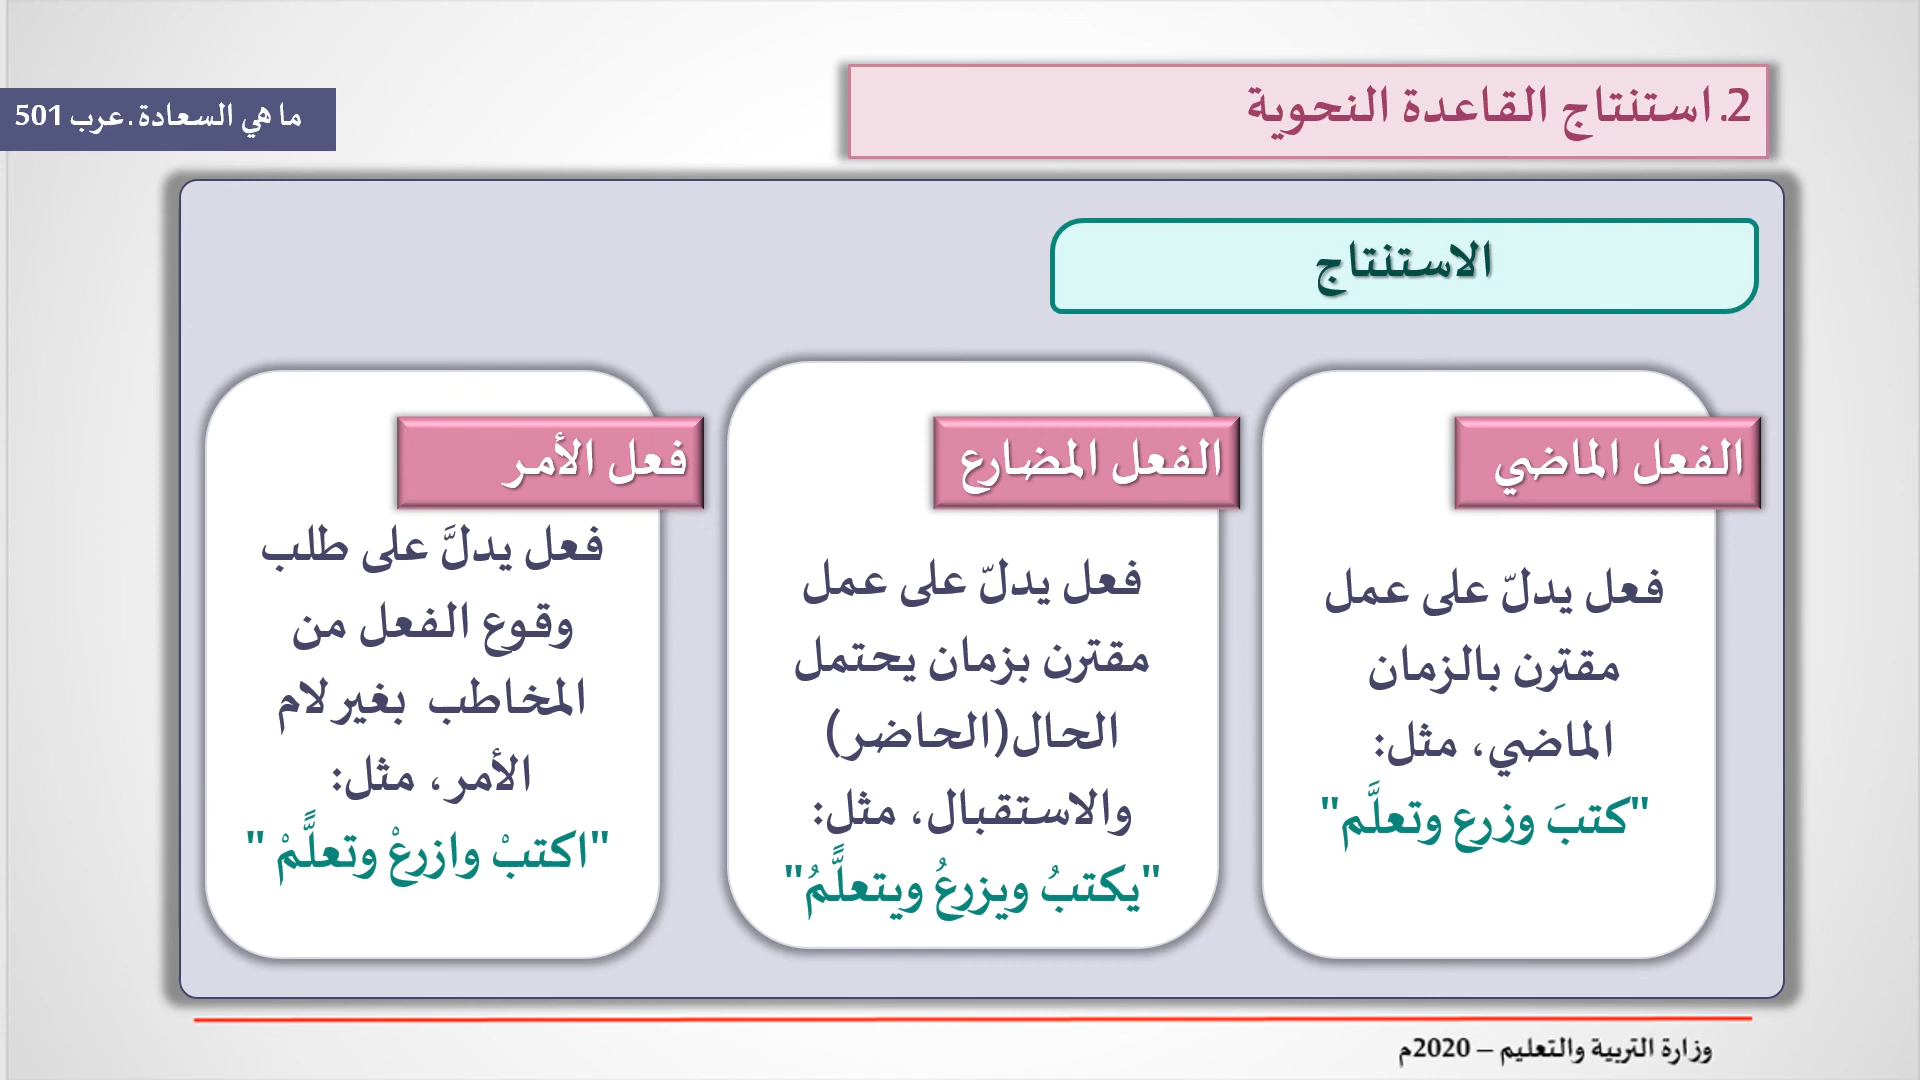 2. استنتاج القاعدة النحوية
ما هي السعادة . عرب 501
الاستنتاج
الفعل الماضي
فعل يدلّ على عمل
مقترن بالزمان
الماضي، مثل:
"كتبَ وزرع وتعلَّم"
الفعل المضارع
فعل يدلّ على عمل
مقترن بزمان يحتمل
الحال(الحاضر)
والاستقبال، مثل:
"يكتبُ ويزرعُ ويتعلًّمُ"
فعل الأمر
فعل يدلَّ على طلب
وقوع الفعل من
المخاطب بغير لام
الأمر، مثل:
"اكتبْ وازرعْ وتعلًّمْ "
وزارة التربية والتعليم – 2020م